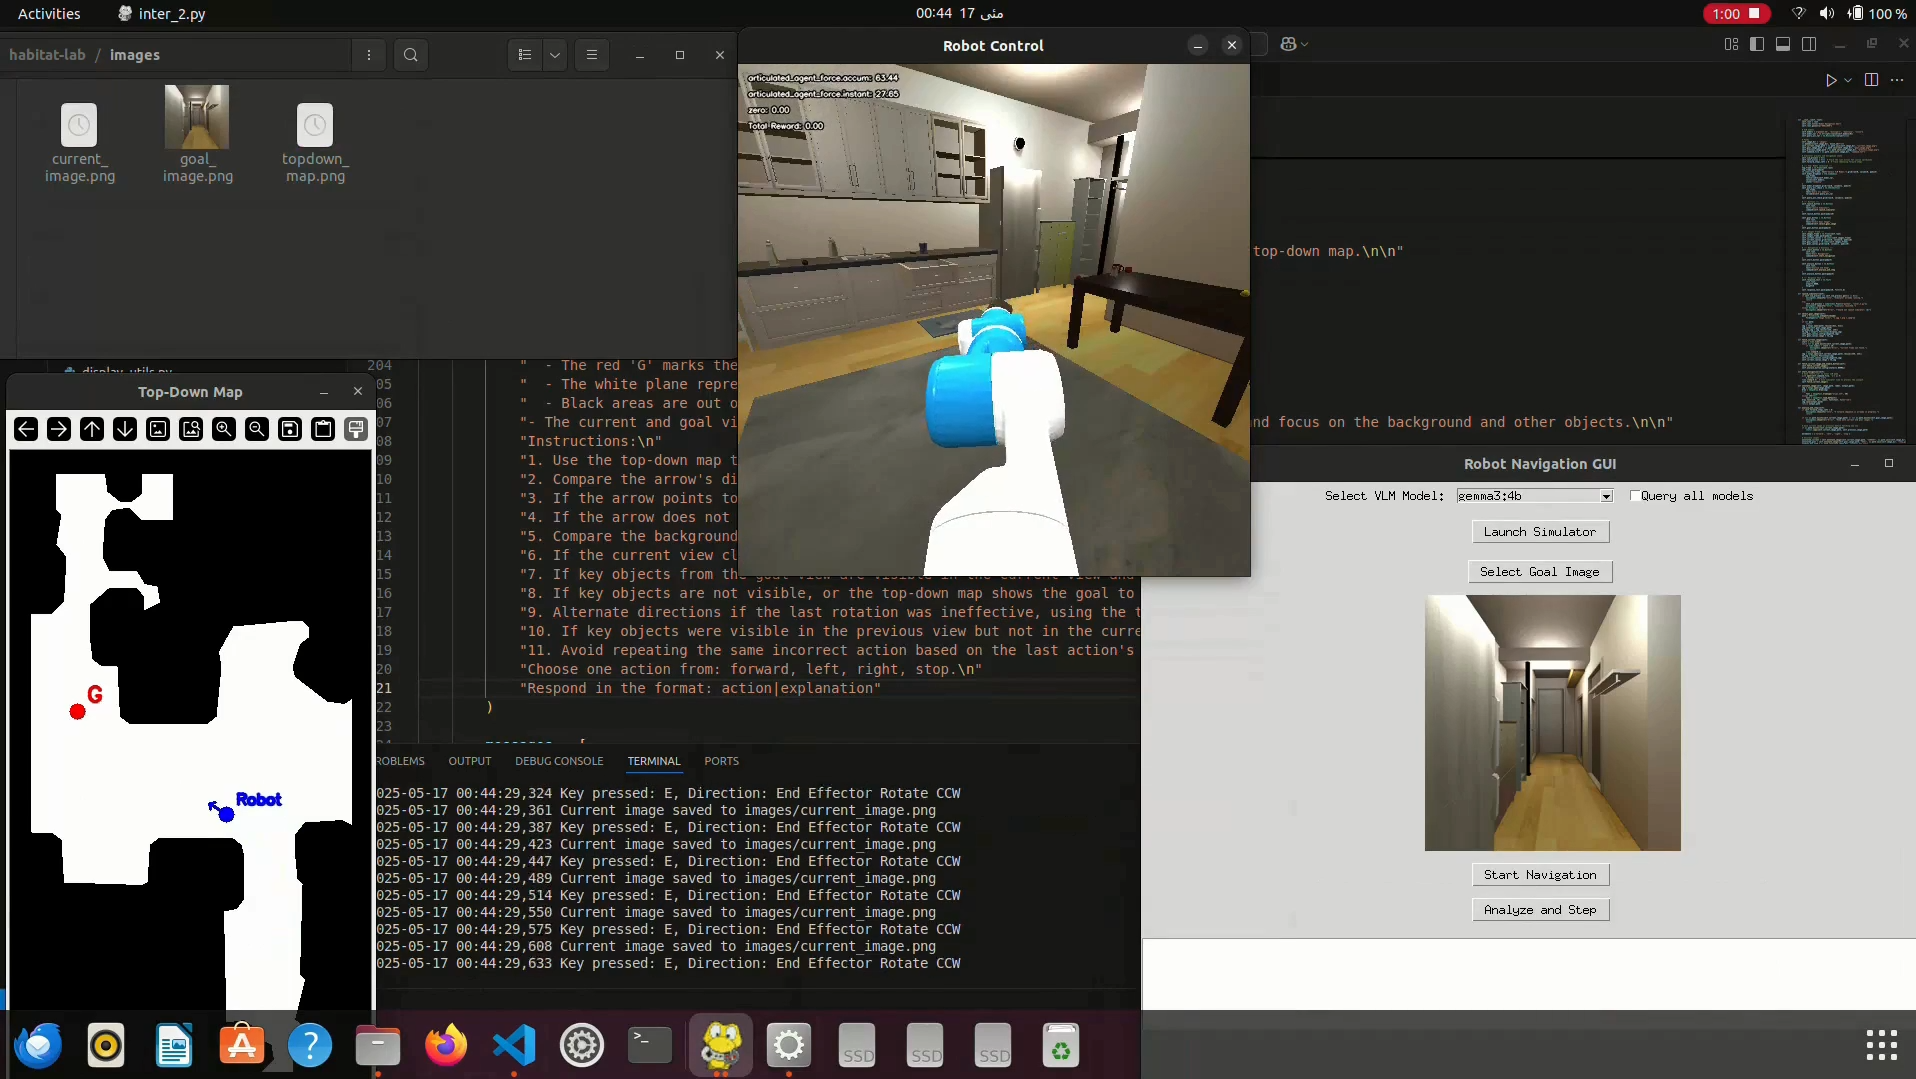 Activities
inter_2.py
00:44 17 مئی
1:00
100 %
habitat-lab / images
current_
image.png
goal_
image.png
topdown_
map.png
Robot Control
articulated_agent_force.accum: 63.44
articulated_agent_force.instant: 27.65
zero: 0.00
Total Reward: 0.00
top-down map.\n\n"
display_utils.py
204
" - The red 'G' marks the
05
" - The white plane repre
06
" - Black areas are out o
07
"- The current and goal vi
nd focus on the background and other objects.\n\n"
08
"Instructions:\n"
09
"1. Use the top-down map t
10
"2. Compare the arrow's di
11
"3. If the arrow points to
12
"4. If the arrow does not
13
"5. Compare the background
14
"6. If the current view cl
15
"7. If key objects from the goal view are visible in the current view and
16
"8. If key objects are not visible, or the top-down map shows the goal to
17
"9. Alternate directions if the last rotation was ineffective, using the t
18
"10. If key objects were visible in the previous view but not in the curre
19
"11. Avoid repeating the same incorrect action based on the last action's
20
"Choose one action from: forward, left, right, stop.\n"
21
"Respond in the format: action|explanation"
22
)
23
Top-Down Map
G
Robot
ROBLEMS
OUTPUT
DEBUG CONSOLE
TERMINAL
PORTS
025-05-17 00:44:29,324 Key pressed: E, Direction: End Effector Rotate CCW
025-05-17 00:44:29,361 Current image saved to images/current_image.png
025-05-17 00:44:29,387 Key pressed: E, Direction: End Effector Rotate CCW
025-05-17 00:44:29,423 Current image saved to images/current_image.png
025-05-17 00:44:29,447 Key pressed: E, Direction: End Effector Rotate CCW
025-05-17 00:44:29,489 Current image saved to images/current_image.png
025-05-17 00:44:29,514 Key pressed: E, Direction: End Effector Rotate CCW
025-05-17 00:44:29,550 Current image saved to images/current_image.png
025-05-17 00:44:29,575 Key pressed: E, Direction: End Effector Rotate CCW
025-05-17 00:44:29,608 Current image saved to images/current_image.png
025-05-17 00:44:29,633 Key pressed: E, Direction: End Effector Rotate CCW
Robot Navigation GUI
Select VLM Model:
gemma3:4b
Query all models
Launch Simulator
Select Goal Image
Start Navigation
Analyze and Step
SSD
SSD
SSD